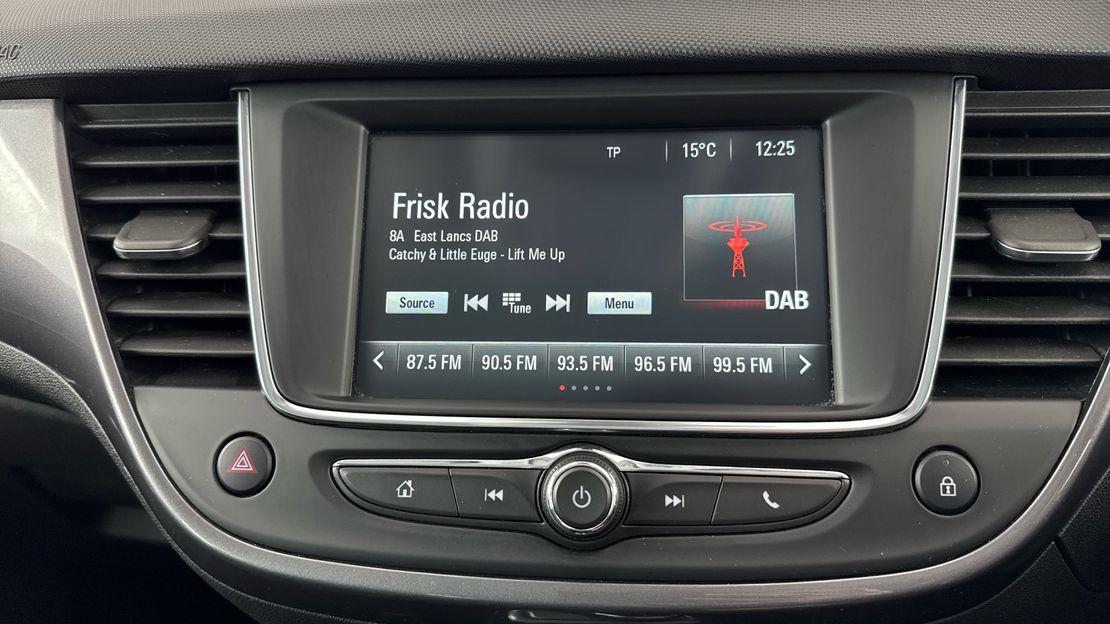 TP 15°C 12:25
Frisk Radio
8A East Lancs DAB
Catchy & Little Euge - Lift Me Up
Source Tune Menu
DAB
87.5 FM 90.5 FM 93.5 FM 96.5 FM 99.5 FM